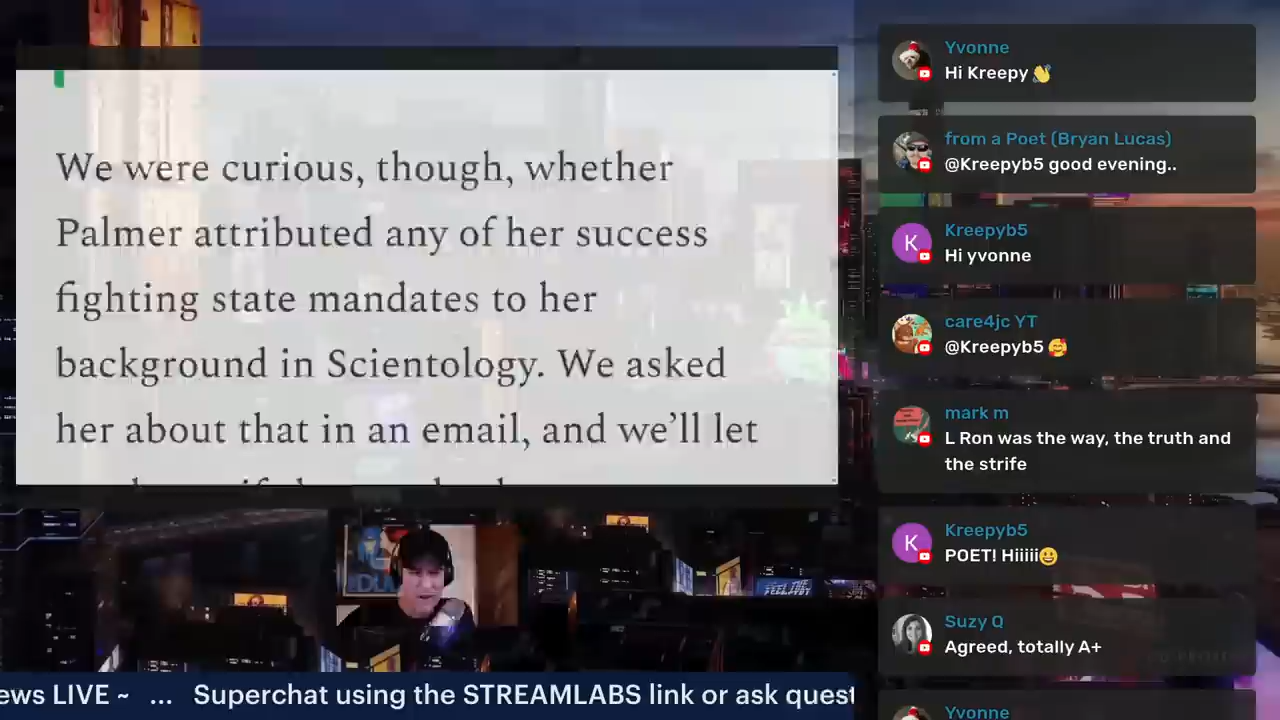 We were curious, though, whether
Palmer attributed any of her success
fighting state mandates to her
background in Scientology. We asked
her about that in an email, and we’ll let
Yvonne
Hi Kreepy 👋
from a Poet (Bryan Lucas)
@Kreepyb5 good evening..
K
Kreepyb5
Hi yvonne
care4jc YT
@Kreepyb5 🥰
mark m
L Ron was the way, the truth and
the strife
K
Kreepyb5
POET! Hiiiii😀
Suzy Q
Agreed, totally A+
Yvonne
FEEL THE
ews LIVE ~ ... Superchat using the STREAMLABS link or ask quest